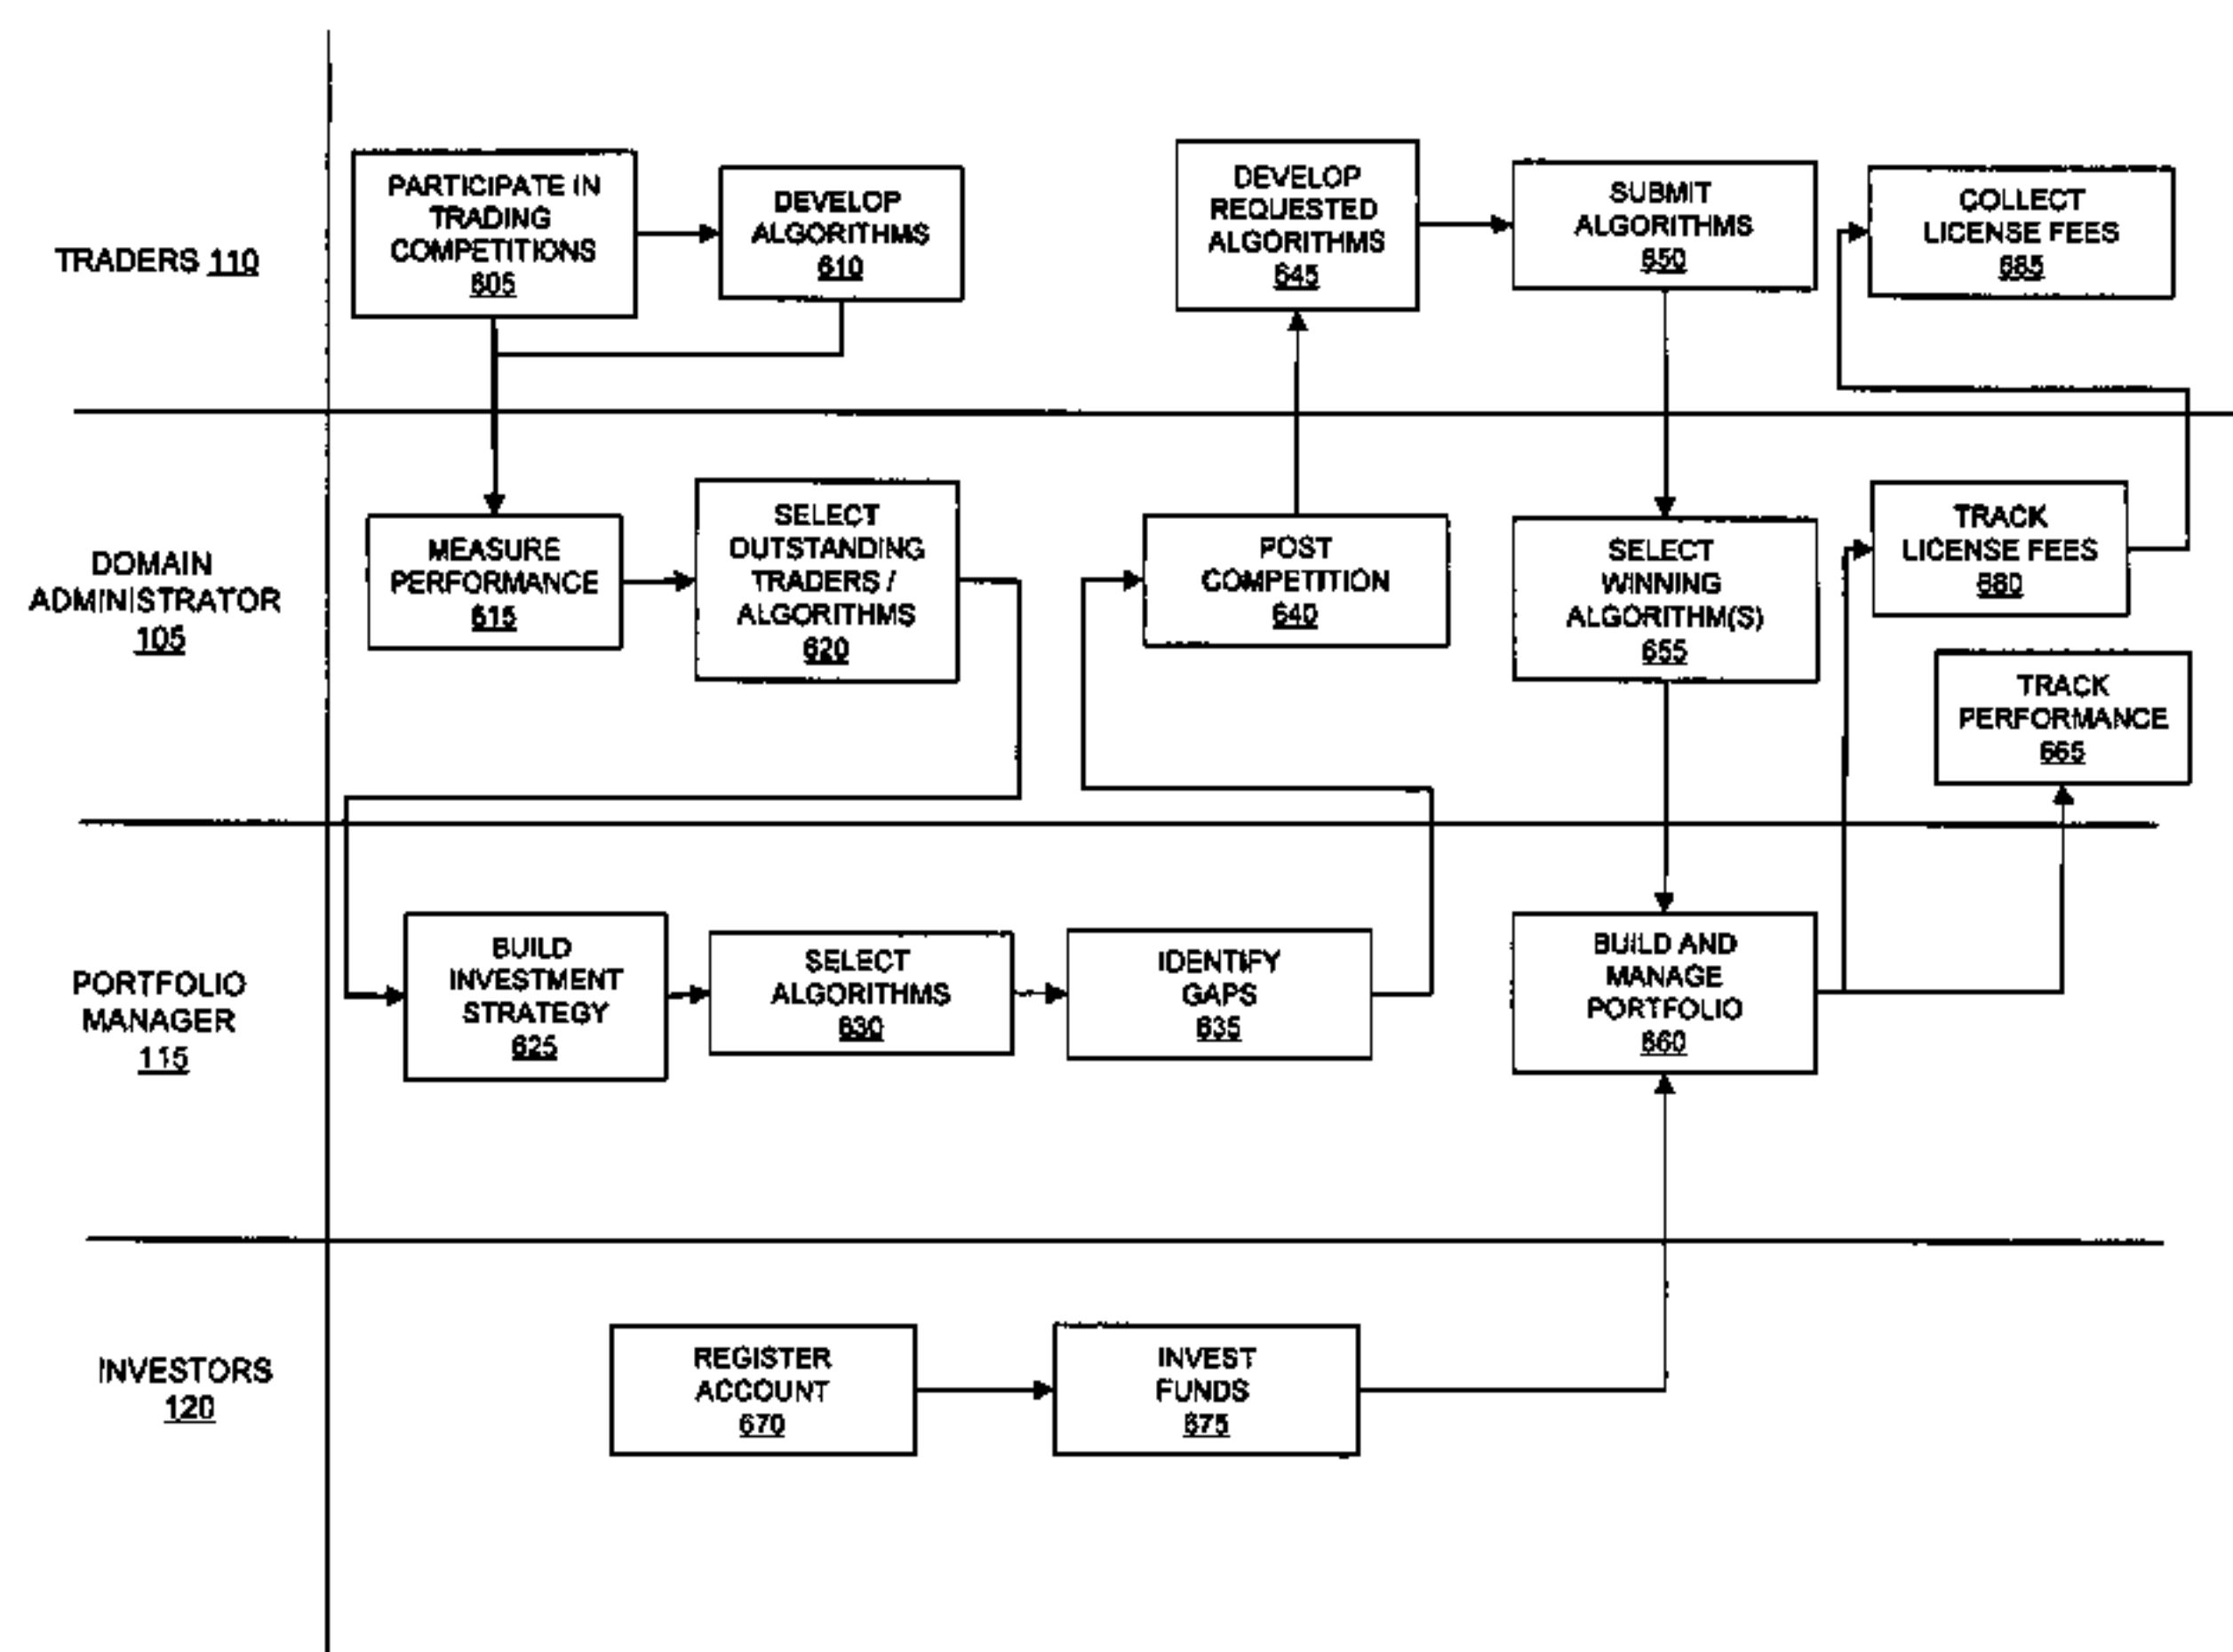 TRADERS 110
PARTICIPATE IN
TRADING
COMPETITIONS
605
DEVELOP
ALGORITHMS
610
DEVELOP
REQUESTED
ALGORITHMS
645
SUBMIT
ALGORITHMS
650
COLLECT
LICENSE FEES
685
DOMAIN
ADMINISTRATOR
105
MEASURE
PERFORMANCE
615
SELECT
OUTSTANDING
TRADERS /
ALGORITHMS
620
POST
COMPETITION
640
SELECT
WINNING
ALGORITHM(S)
655
TRACK
LICENSE FEES
680
TRACK
PERFORMANCE
665
PORTFOLIO
MANAGER
115
BUILD
INVESTMENT
STRATEGY
625
SELECT
ALGORITHMS
630
IDENTIFY
GAPS
635
BUILD AND
MANAGE
PORTFOLIO
660
INVESTORS
120
REGISTER
ACCOUNT
670
INVEST
FUNDS
675